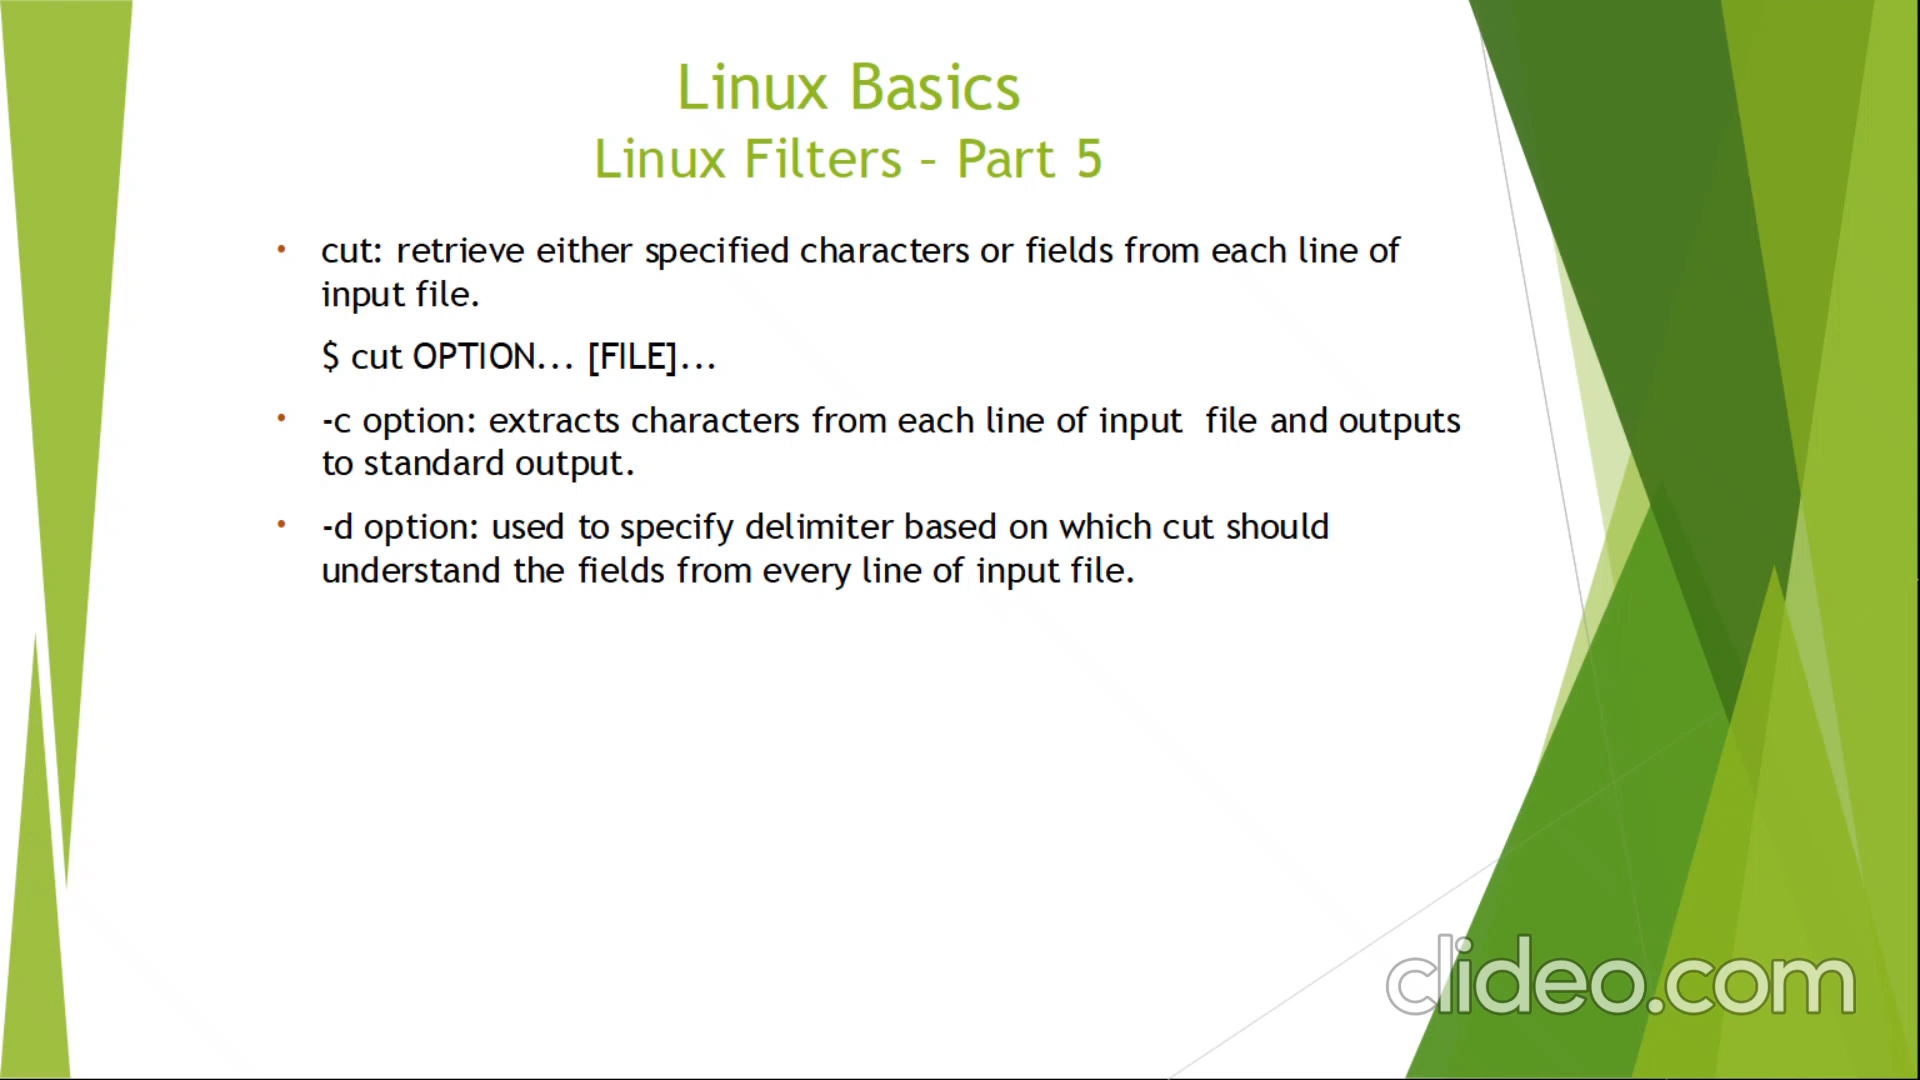 Linux Basics
Linux Filters – Part 5
• cut: retrieve either specified characters or fields from each line of
input file.
$ cut OPTION... [FILE]...
• -c option: extracts characters from each line of input  file and outputs
to standard output.
• -d option: used to specify delimiter based on which cut should
understand the fields from every line of input file.
clideo.com